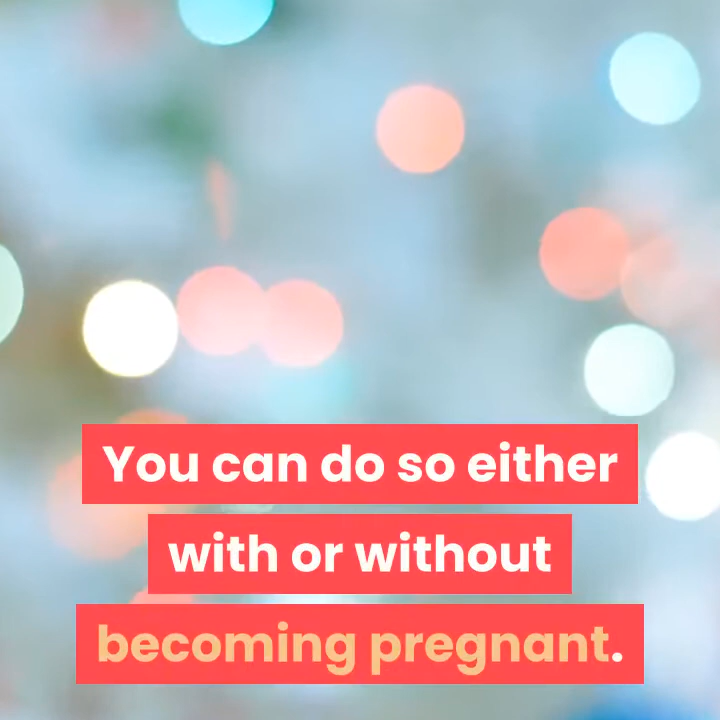 You can do so either
with or without
becoming pregnant.